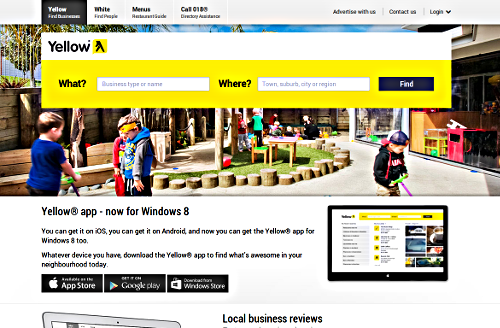 Yellow White Menus Call 018®
Find Businesses Find People Restaurant Guide Directory Assistance
Advertise with us Contact us Login
Yellow
What? Business type or name Where? Town, suburb, city or region Find
Yellow® app - now for Windows 8
You can get it on iOS, you can get it on Android, and now you can get the Yellow® app for
Windows 8 too.
Whatever device you have, download the Yellow® app to find what's awesome in your
neighbourhood today.
Available on the App Store
GET IT ON Google play
Download from Windows Store
Local business reviews